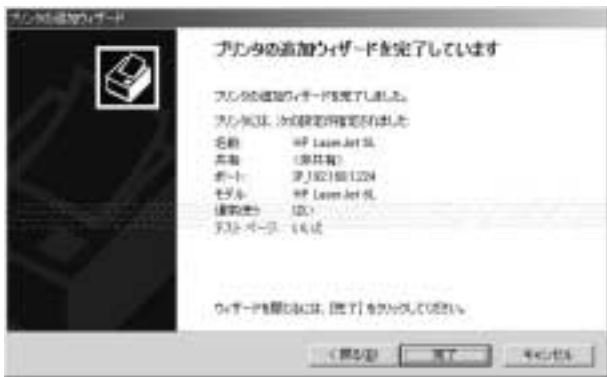 プリンタの追加ウィザード
プリンタの追加ウィザードを完了しています
プリンタの追加ウィザードを完了しました。
プリンタには、次の設定が指定されました:
名前: HP LaserJet 5L
共有: <非共有>
ポート: IP_192.168.1.224
モデル: HP LaserJet 6L
通常使う: はい
テスト ページ: いいえ
ウィザードを閉じるには、[完了] をクリックしてください。
< 戻る(B) 完了 キャンセル